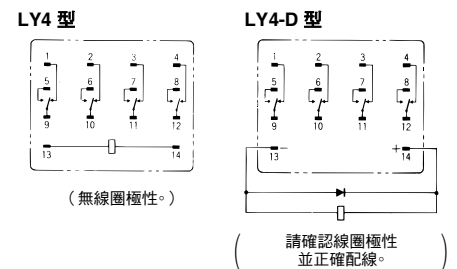 LY4 型
1 2 3 4
5 6 7 8
9 10 11 12
13 14
（無線圈極性。）
LY4-D 型
1 2 3 4
5 6 7 8
9 10 11 12
13 − + 14
（請確認線圈極性
並正確配線。）